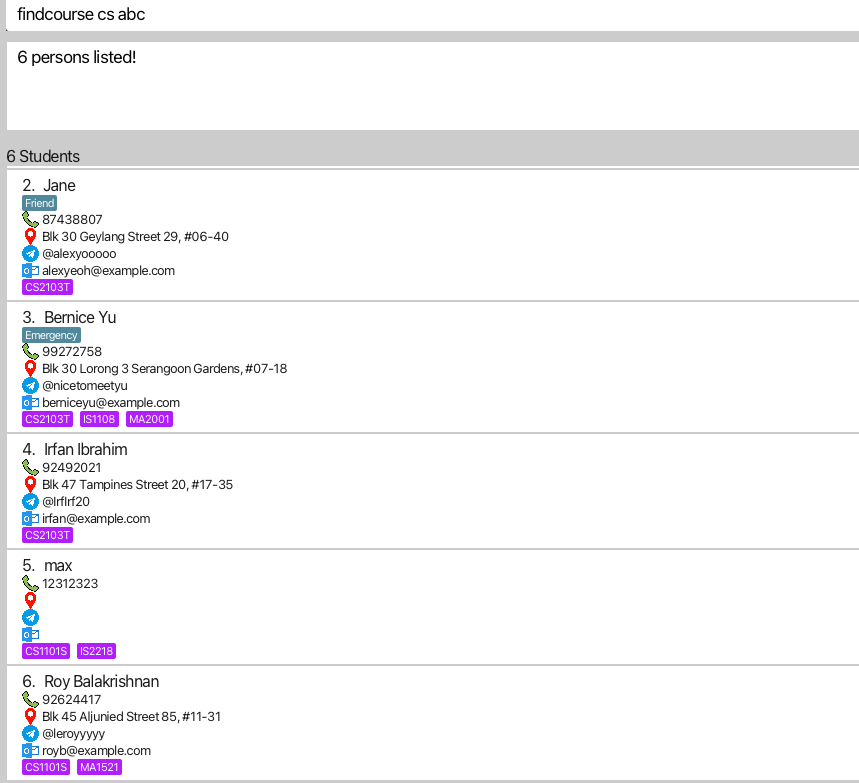 findcourse cs abc
6 persons listed!
6 Students
2. Jane
Friend
87438807
Blk 30 Geylang Street 29, #06-40
@alexyooooo
alexyeoh@example.com
CS2103T
3. Bernice Yu
Emergency
99272758
Blk 30 Lorong 3 Serangoon Gardens, #07-18
@nicetomeetyu
berniceyu@example.com
CS2103T IS1108 MA2001
4. Irfan Ibrahim
92492021
Blk 47 Tampines Street 20, #17-35
@IrfIrf20
irfan@example.com
CS2103T
5. max
12312323
CS1101S IS2218
6. Roy Balakrishnan
92624417
Blk 45 Aljunied Street 85, #11-31
@leroyyyyy
royb@example.com
CS1101S MA1521